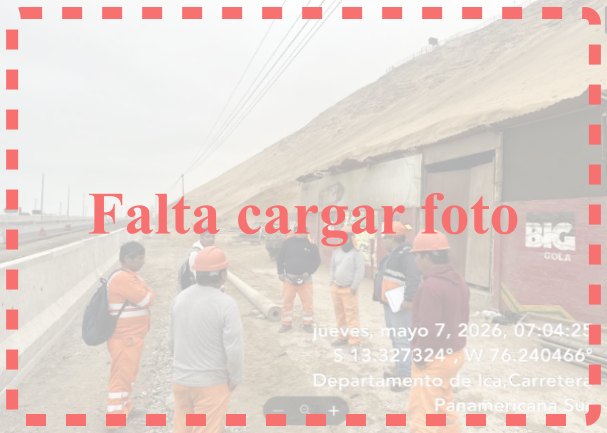 Falta cargar foto
BIG
COLA
jueves, mayo 7, 2026, 07:04:25
S 13.327324°, W 76.240466°
Departamento de Ica,Carretera
Panamericana Sur